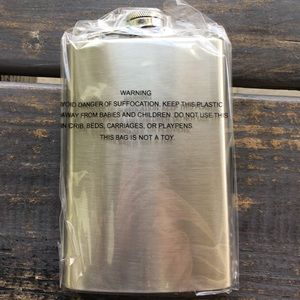 WARNING
AVOID DANGER OF SUFFOCATION. KEEP THIS PLASTIC
AWAY FROM BABIES AND CHILDREN. DO NOT USE THIS
IN CRIB, BEDS, CARRIAGES, OR PLAYPENS.
THIS BAG IS NOT A TOY.